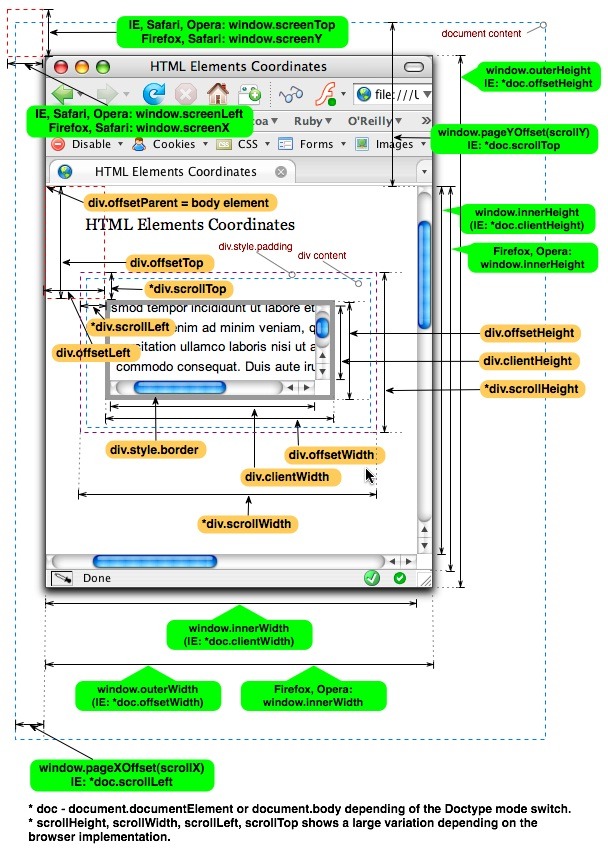 IE, Safari, Opera: window.screenTop
Firefox, Safari: window.screenY
document content
HTML Elements Coordinates
window.outerHeight
IE: *doc.offsetHeight
file:///U
IE, Safari, Opera: window.screenLeft
Firefox, Safari: window.screenX
Ruby
O'Reilly
window.pageYOffset(scrollY)
IE: *doc.scrollTop
Disable
Cookies
CSS
Forms
Images
HTML Elements Coordinates
div.offsetParent = body element
window.innerHeight
(IE: *doc.clientHeight)
HTML Elements Coordinates
div.style.padding
Firefox, Opera:
window.innerHeight
div content
div.offsetTop
*div.scrollTop
smod tempor incididunt ut labore et
*div.scrollLeft
enim ad minim veniam, q
div.offsetHeight
div.offsetLeft
citation ullamco laboris nisi ut a
div.clientHeight
commodo consequat. Duis aute iru
*div.scrollHeight
div.style.border
div.offsetWidth
div.clientWidth
*div.scrollWidth
Done
window.innerWidth
(IE: *doc.clientWidth)
window.outerWidth
(IE: *doc.offsetWidth)
Firefox, Opera:
window.innerWidth
window.pageXOffset(scrollX)
IE: *doc.scrollLeft
* doc - document.documentElement or document.body depending of the Doctype mode switch.
* scrollHeight, scrollWidth, scrollLeft, scrollTop shows a large variation depending on the
browser implementation.